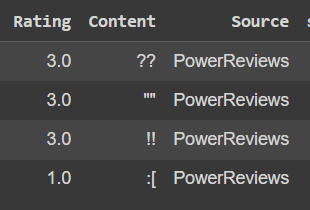 Rating Content Source
3.0 ?? PowerReviews
3.0 "" PowerReviews
3.0 !! PowerReviews
1.0 :[ PowerReviews